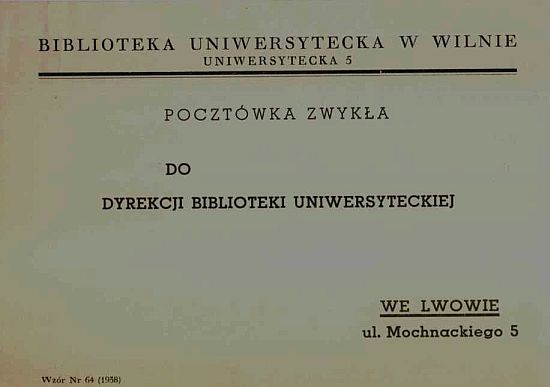 BIBLIOTEKA UNIWERSYTECKA W WILNIE
UNIWERSYTECKA 5
POCZTÓWKA ZWYKŁA
DO
DYREKCJI BIBLIOTEKI UNIWERSYTECKIEJ
WE LWOWIE
ul. Mochnackiego 5
Wzór Nr 64 (1938)